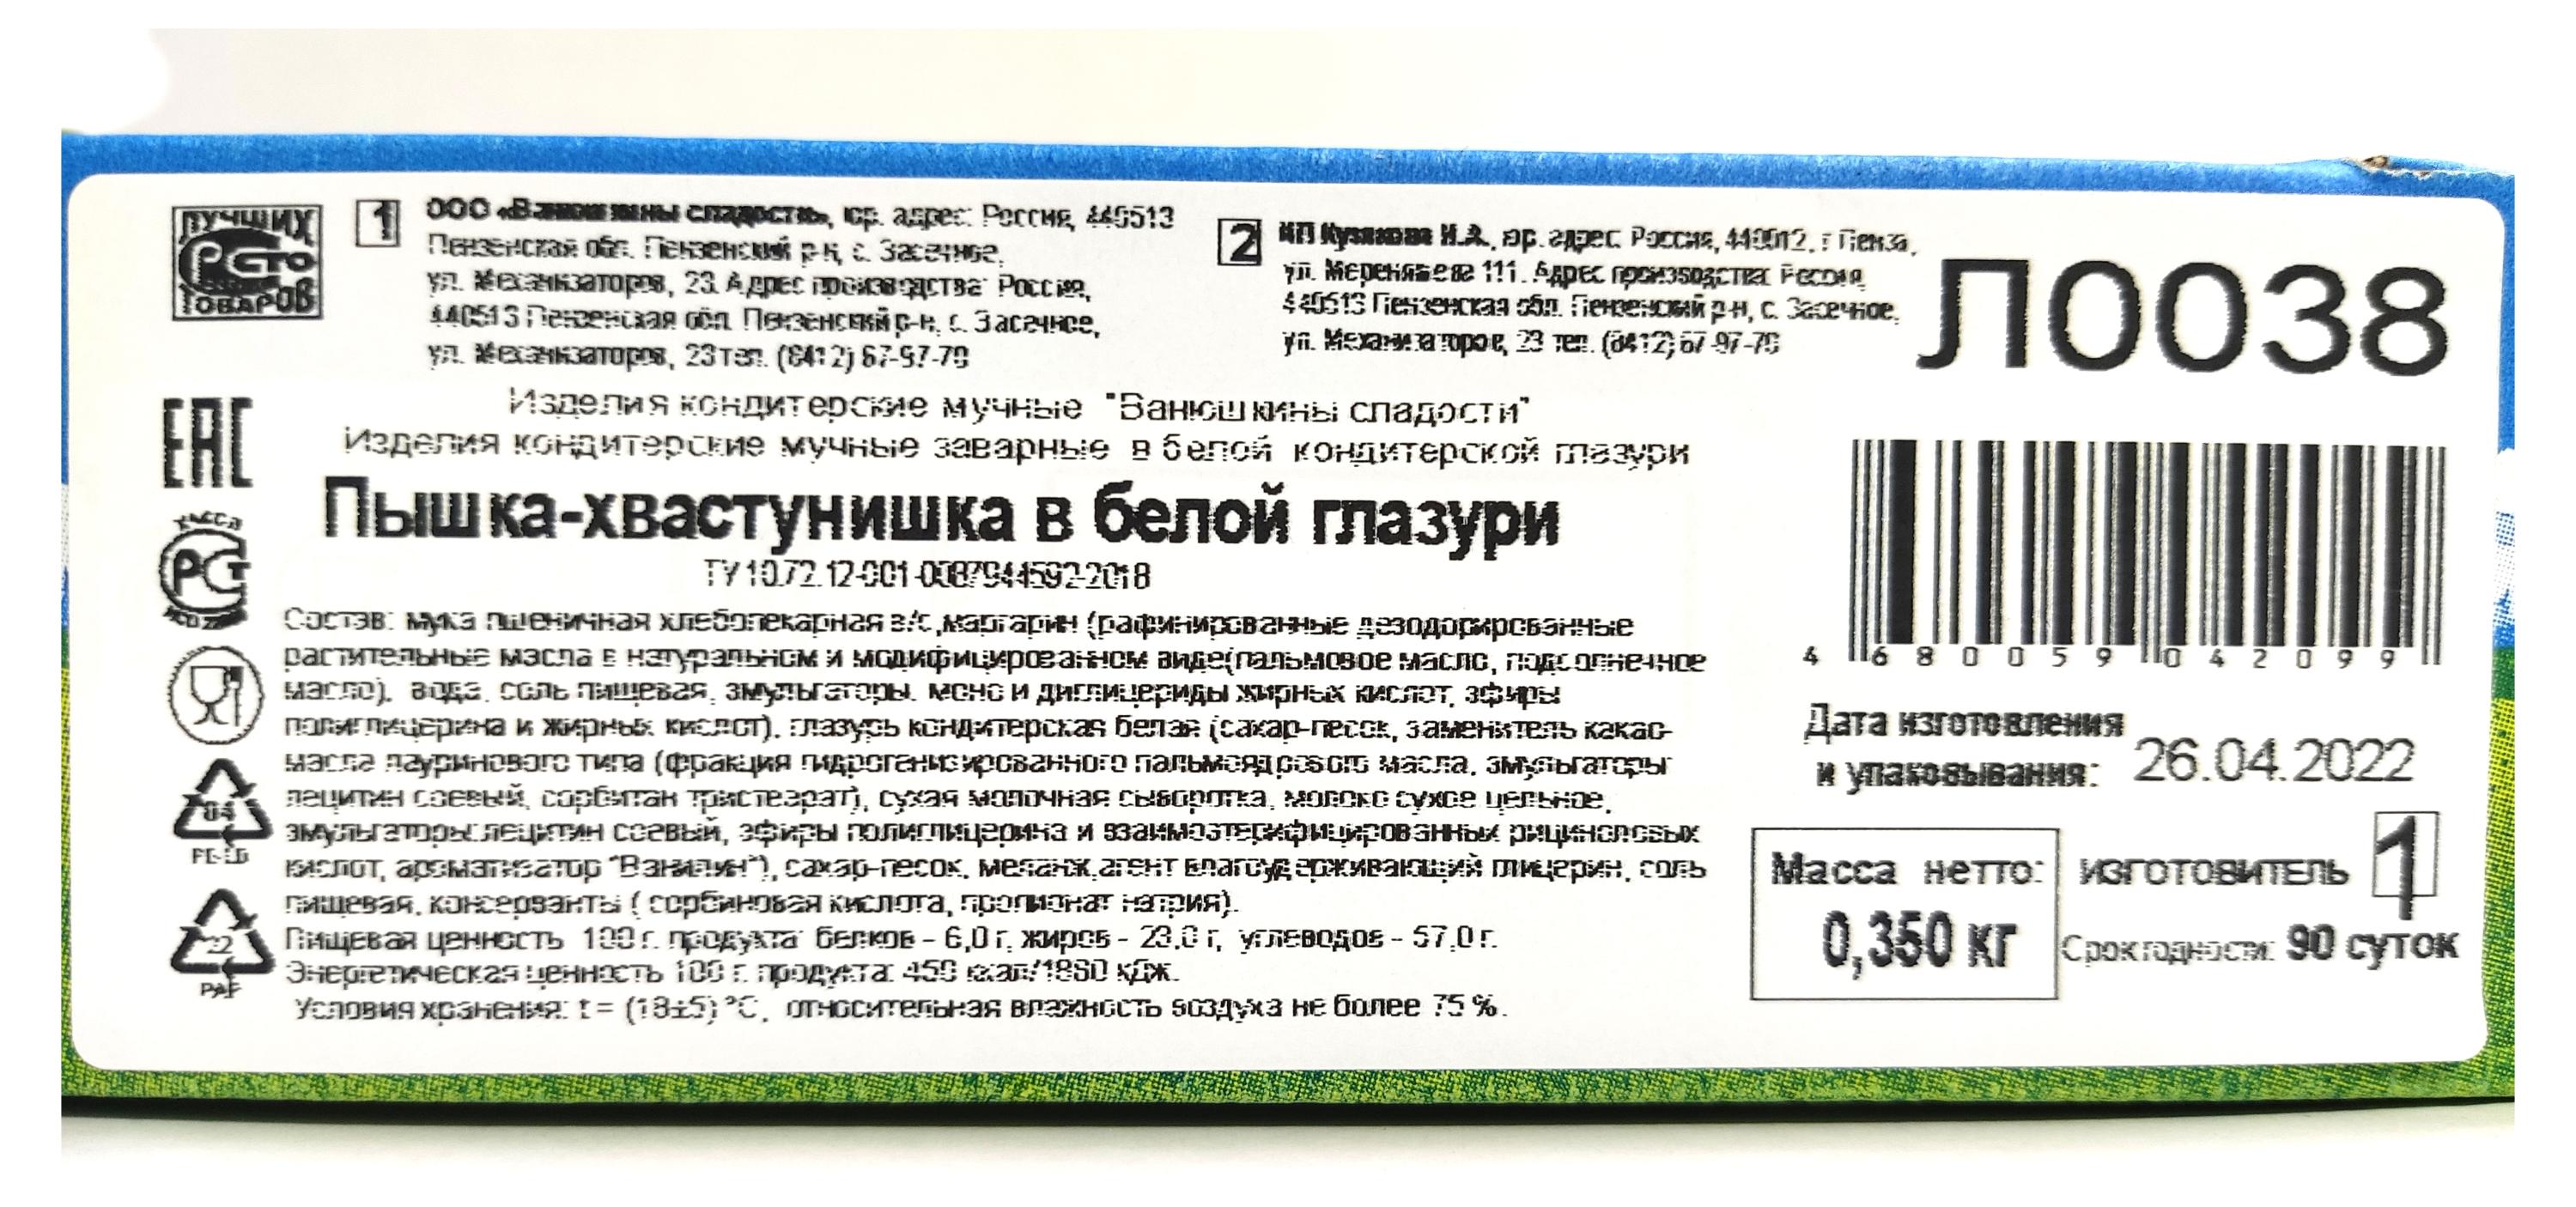 ЛУЧШИХ
РСТ СТО
ТОВАРОВ
1
ООО «Ванюшкины сладости», юр. адрес: Россия, 440513
Пензенская обл. Пензенский р-н, с. Засечное,
ул. Механизаторов, 23. Адрес производства: Россия,
440513 Пензенская обл. Пензенский р-н, с. Засечное,
ул. Механизаторов, 23 тел. (8412) 67-97-70
2
ИП Кузяков И.А., юр. адрес: Россия, 440012, г Пенза,
ул. 111. Адрес производства: Россия,
440513 Пензенская обл. Пензенский р-н, с. Засечное,
ул. Механизаторов, 23 тел. (8412) 67-97-70
Л0038
ЕАС
Изделия кондитерские мучные "Ванюшкины сладости"
Изделия кондитерские мучные заварные в белой кондитерской глазури
Пышка-хвастунишка в белой глазури
ТУ 10.72.12-001-0087944592-2018
РСТ
Состав: мука пшеничная хлебопекарная в/с,маргарин (рафинированные дезодорированные
растительные масла в натуральном и модифицированном виде(пальмовое масло, подсолнечное
масло), вода, соль пищевая, эмульгаторы: моно и диглицериды жирных кислот, эфиры
полиглицерина и жирных кислот), глазурь кондитерская белая (сахар-песок, заменитель какао-
масла лауринового типа (фракция гидрогенизированного пальмоядрового масла, эмульгаторы:
лецитин соевый, сорбитан тристеарат), сухая молочная сыворотка, молоко сухое цельное,
эмульгаторы:лецитин соевый, эфиры полиглицерина и взаимоэтерифицированных рициноловых
кислот, ароматизатор "Ванилин"), сахар-песок, меланж,агент влагоудерживающий глицерин, соль
пищевая, консерванты ( сорбиновая кислота, пропионат натрия).
Пищевая ценность 100 г. продукта: белков - 6,0 г, жиров - 23,0 г, углеводов - 57,0 г.
Энергетическая ценность 100 г. продукта: 450 ккал/1880 кДж.
Условия хранения: t = (18±5) °С, относительная влажность воздуха не более 75 %.
04
22
PAP
4 680059 042099
Дата изготовления
и упаковывания: 26.04.2022
Масса нетто:
0,350 кг
ИЗГОТОВИТЕЛЬ 1
Срок годности: 90 суток